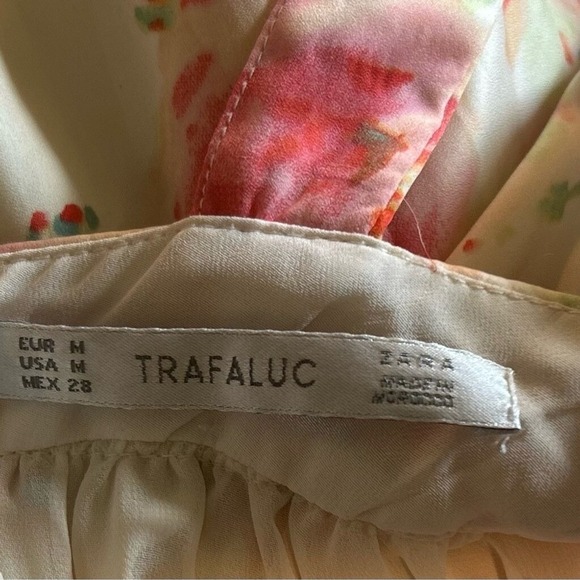 EUR M
USA M
MEX 28
TRAFALUC
ZARA
MADE IN
MOROCCO